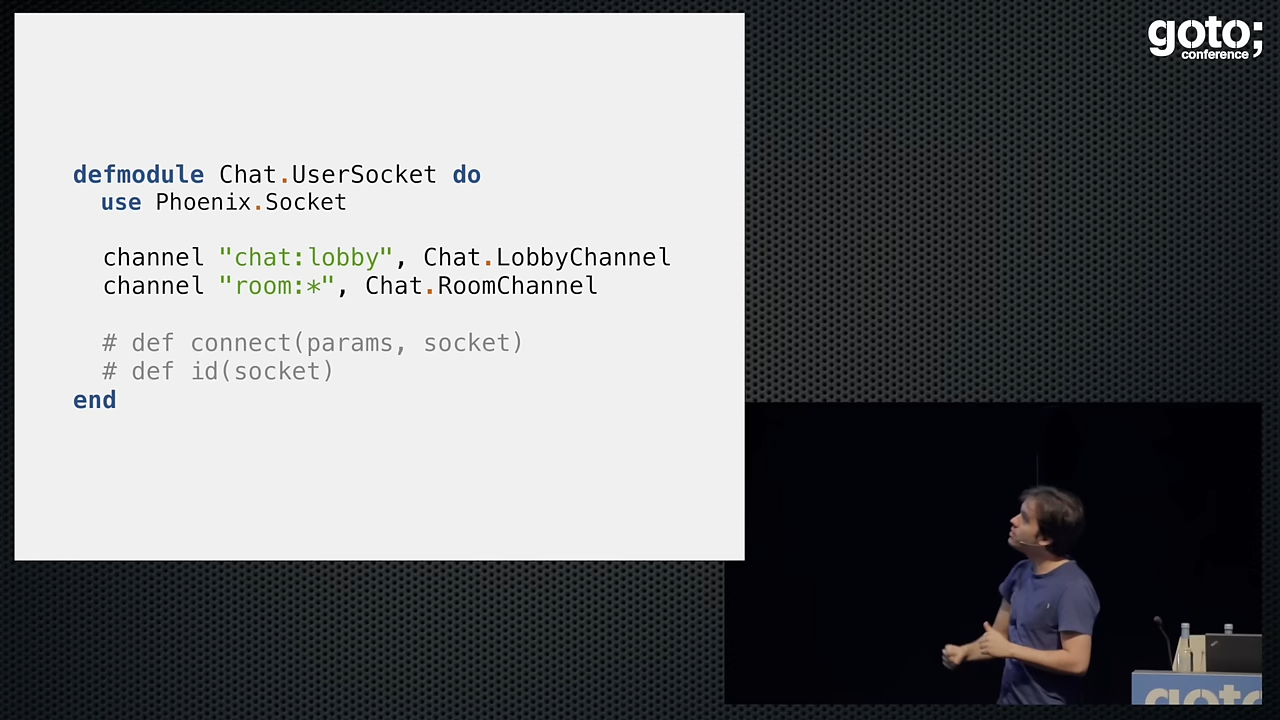 goto;
conference
defmodule Chat.UserSocket do
use Phoenix.Socket
channel "chat:lobby", Chat.LobbyChannel
channel "room:*", Chat.RoomChannel
# def connect(params, socket)
# def id(socket)
end
goto